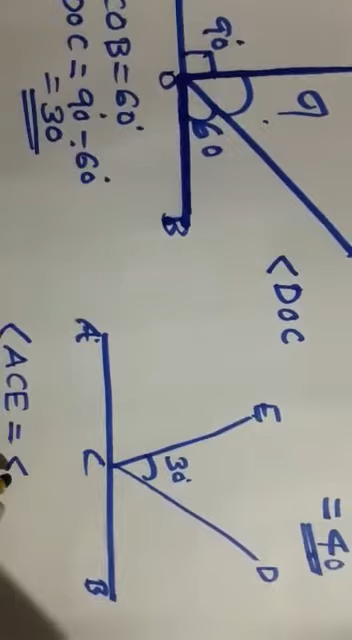 ?
90°
60
O
B
COB = 60°
DOC = 90° - 60°
= 30
<DOC
= 40
E
D
30°
A
C
B
<ACE = <